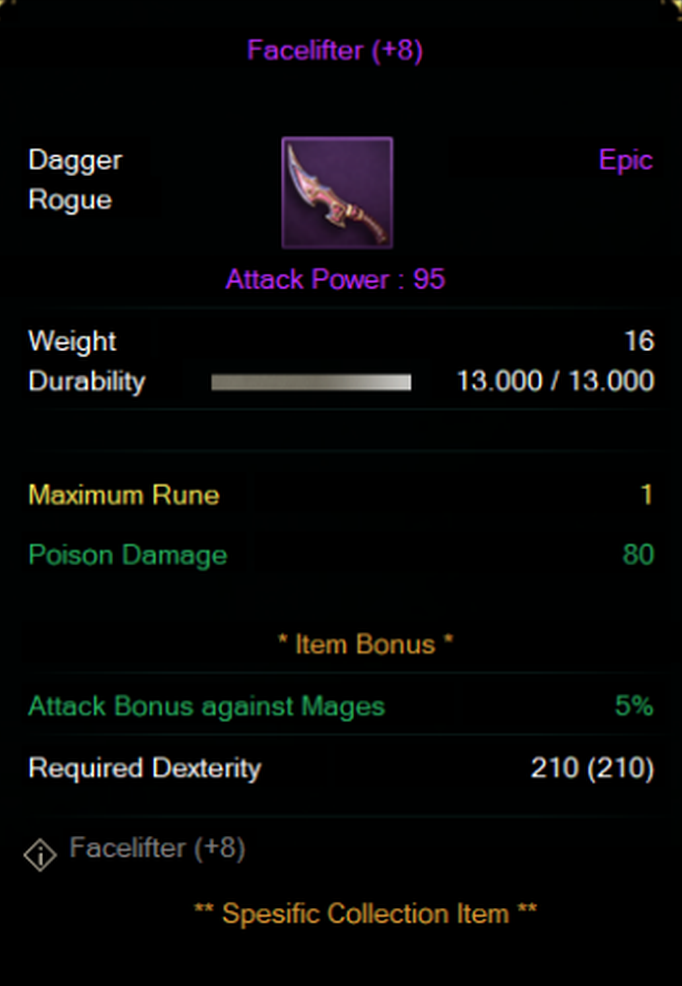 Facelifter (+8)
Dagger
Epic
Rogue
Attack Power : 95
Weight 16
Durability 13.000 / 13.000
Maximum Rune 1
Poison Damage 80
* Item Bonus *
Attack Bonus against Mages 5%
Required Dexterity 210 (210)
Facelifter (+8)
** Spesific Collection Item **